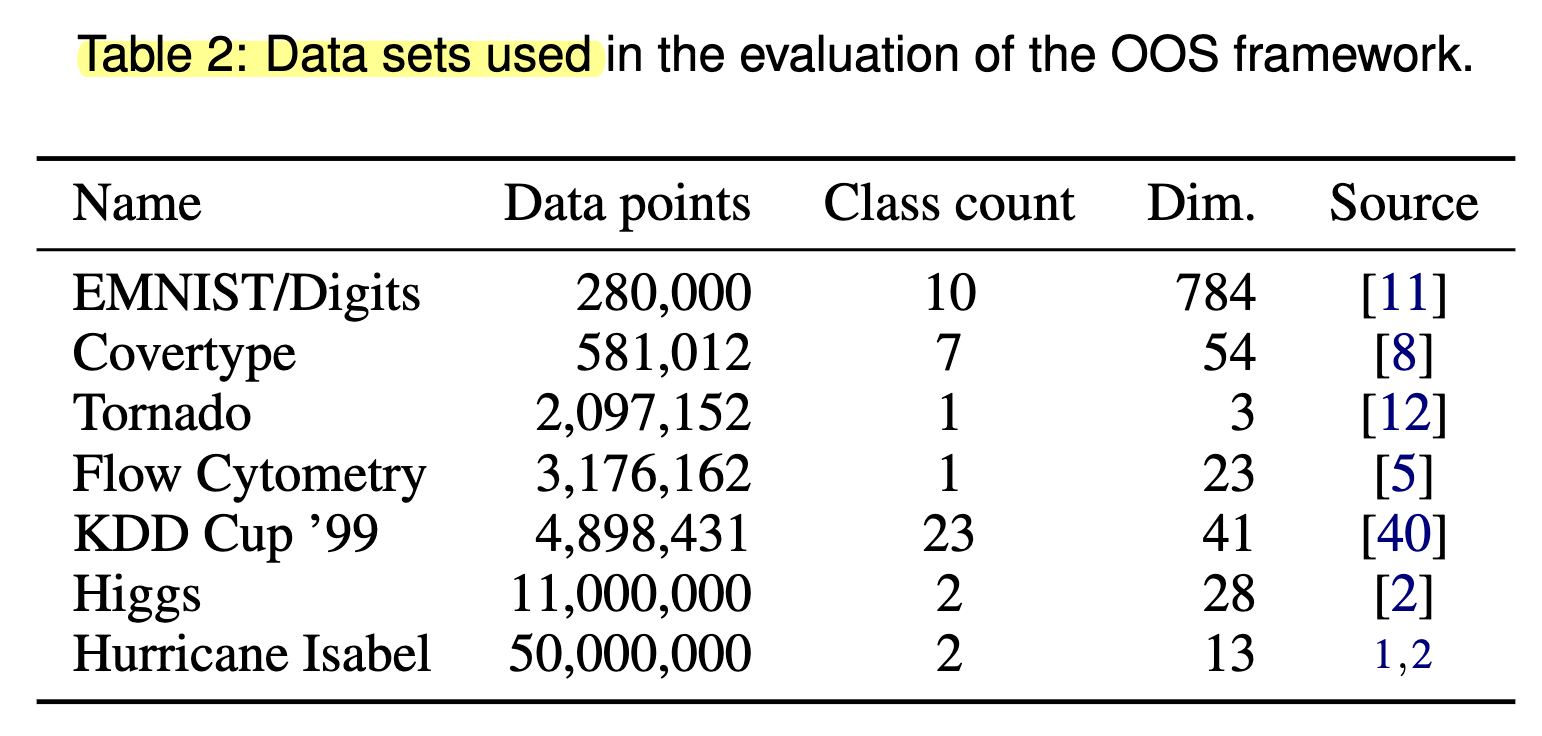 Table 2: Data sets used in the evaluation of the OOS framework.
Name Data points Class count Dim. Source
EMNIST/Digits 280,000 10 784 [11]
Covertype 581,012 7 54 [8]
Tornado 2,097,152 1 3 [12]
Flow Cytometry 3,176,162 1 23 [5]
KDD Cup ’99 4,898,431 23 41 [40]
Higgs 11,000,000 2 28 [2]
Hurricane Isabel 50,000,000 2 13 1,2